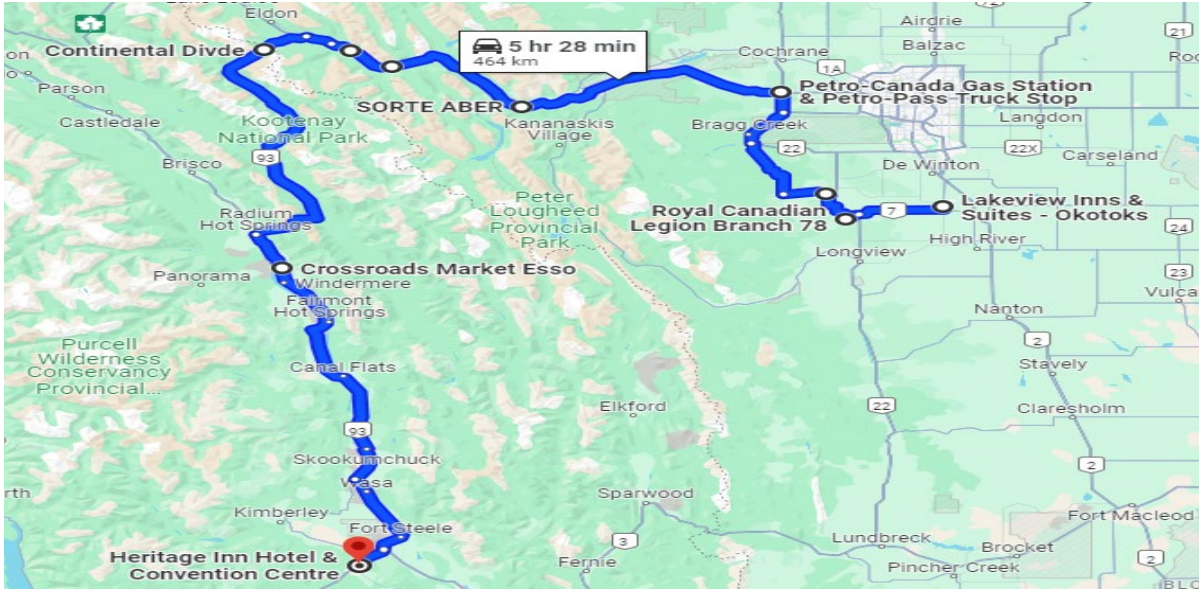 Eldon
1
Continental Divde
5 hr 28 min
464 km
Airdrie
Balzac
21
Cochrane
1A
Parson
Castledale
SORTE ABER
Kananaskis
Village
Petro-Canada Gas Station
& Petro-Pass-Truck Stop
Langdon
Kootenay
National Park
Bragg Creek
22
22X
Carseland
Brisco
93
De Winton
Peter
Lougheed
Provincial
Park
Royal Canadian
Legion Branch 78
7
Lakeview Inns &
Suites - Okotoks
24
Radium
Hot Springs
High River
Longview
Panorama
Crossroads Market Esso
Windermere
23
Fairmont
Hot Springs
Nanton
Purcell
Wilderness
Conservancy
Provincial...
2
Stavely
Canal Flats
Elkford
22
Claresholm
93
Skookumchuck
Wasa
2
Kimberley
Sparwood
Fort Steele
Fort Macleod
3
Lundbreck
Brocket
2
Heritage Inn Hotel &
Convention Centre
Fernie
Pincher Creek